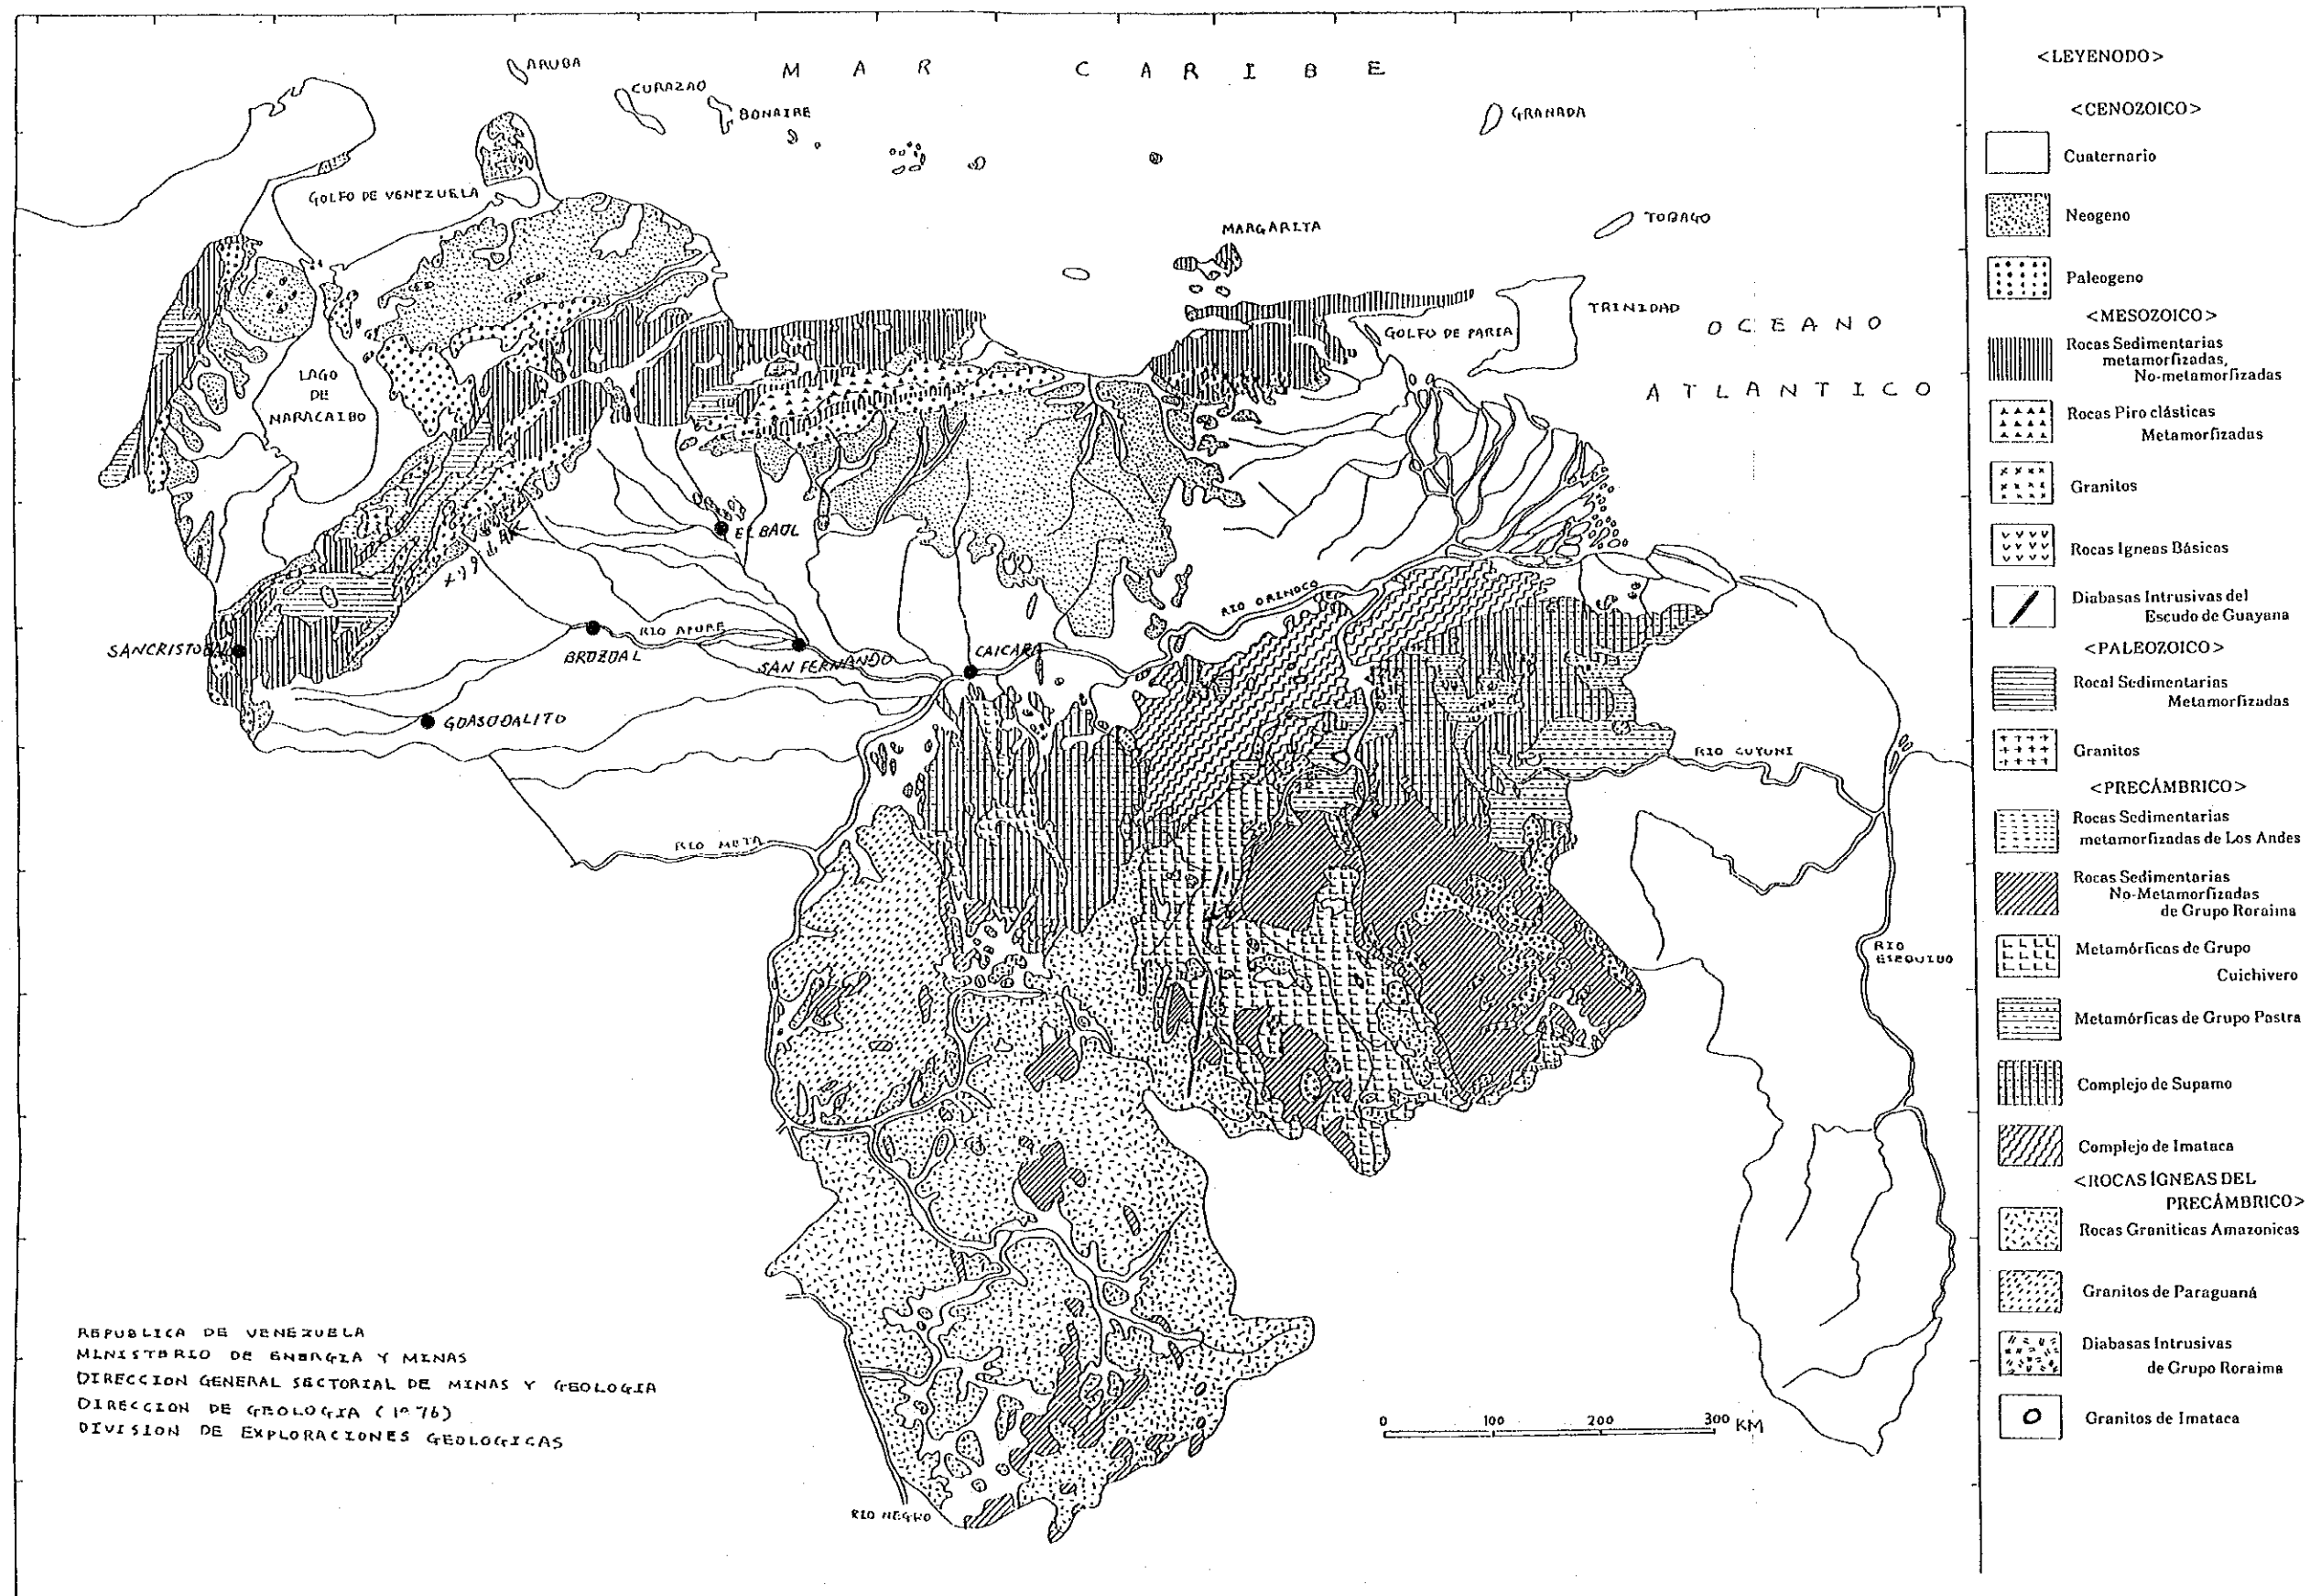 ARUBA
CURAZAO
BONAIRE
MAR CARIBE
GRANADA
GOLFO DE VENEZUELA
MARGARITA
TOBAGO
TRINIDAD
GOLFO DE PARIA
OCEANO
ATLANTICO
LAGO
DE
MARACAIBO
EL BAUL
RIO ORINOCO
SANCRISTOBAL
BRUZUAL
RIO APURE
SAN FERNANDO
CAICARA
GUASDUALITO
RIO CUYUNI
RIO META
RIO
ESEQUIBO
RIO NEGRO
REPUBLICA DE VENEZUELA
MINISTERIO DE ENERGIA Y MINAS
DIRECCION GENERAL SECTORIAL DE MINAS Y GEOLOGIA
DIRECCION DE GEOLOGIA (1976)
DIVISION DE EXPLORACIONES GEOLOGICAS
0 100 200 300 KM
<LEYENODO>
<CENOZOICO>
Cuaternario
Neogeno
Paleogeno
<MESOZOICO>
Rocas Sedimentarias
metamorfizadas,
No-metamorfizadas
Rocas Piro clásticas
Metamorfizadas
Granitos
Rocas Igneas Básicas
Diabasas Intrusivas del
Escudo de Guayana
<PALEOZOICO>
Rocal Sedimentarias
Metamorfizadas
Granitos
<PRECÁMBRICO>
Rocas Sedimentarias
metamorfizadas de Los Andes
Rocas Sedimentarias
No-Metamorfizadas
de Grupo Roraima
Metamórficas de Grupo
Cuichivero
Metamórficas de Grupo Pastra
Complejo de Supamo
Complejo de Imataca
<ROCAS ÍGNEAS DEL
PRECÁMBRICO>
Rocas Graniticas Amazonicas
Granitos de Paraguaná
Diabasas Intrusivas
de Grupo Roraima
Granitos de Imataca